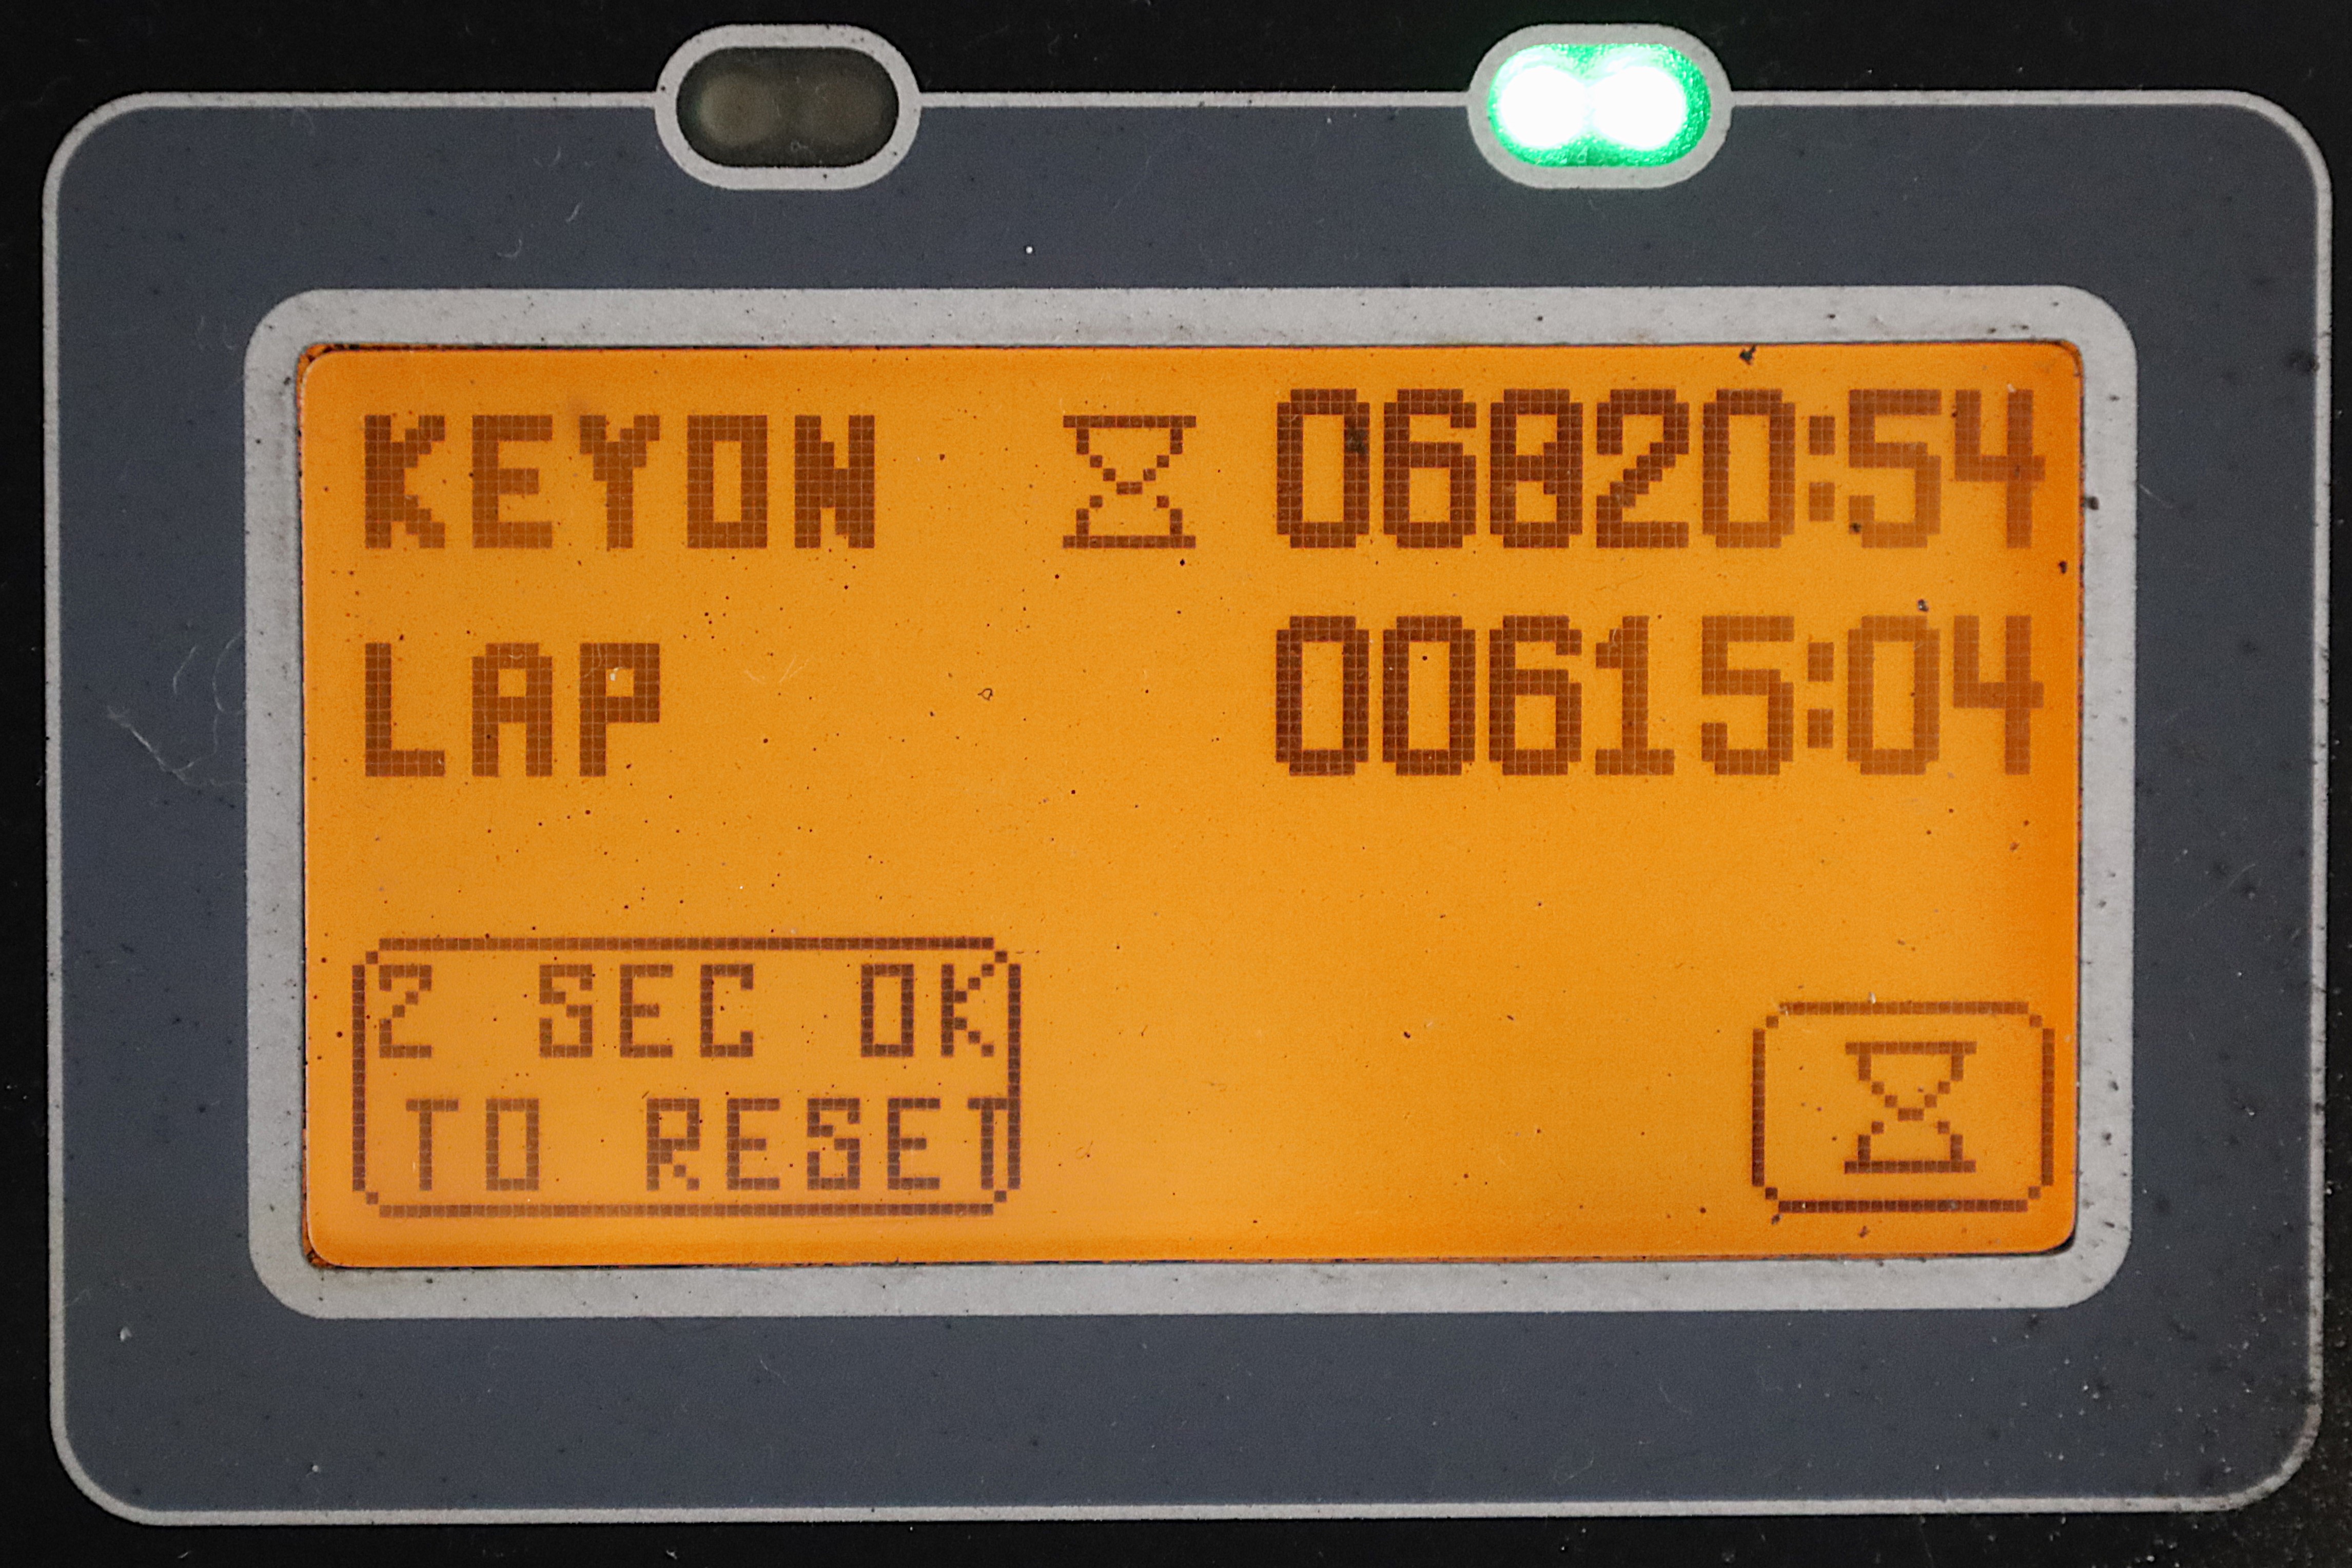 KEYON 06820:54
LAP 00615:04
2 SEC OK
TO RESET